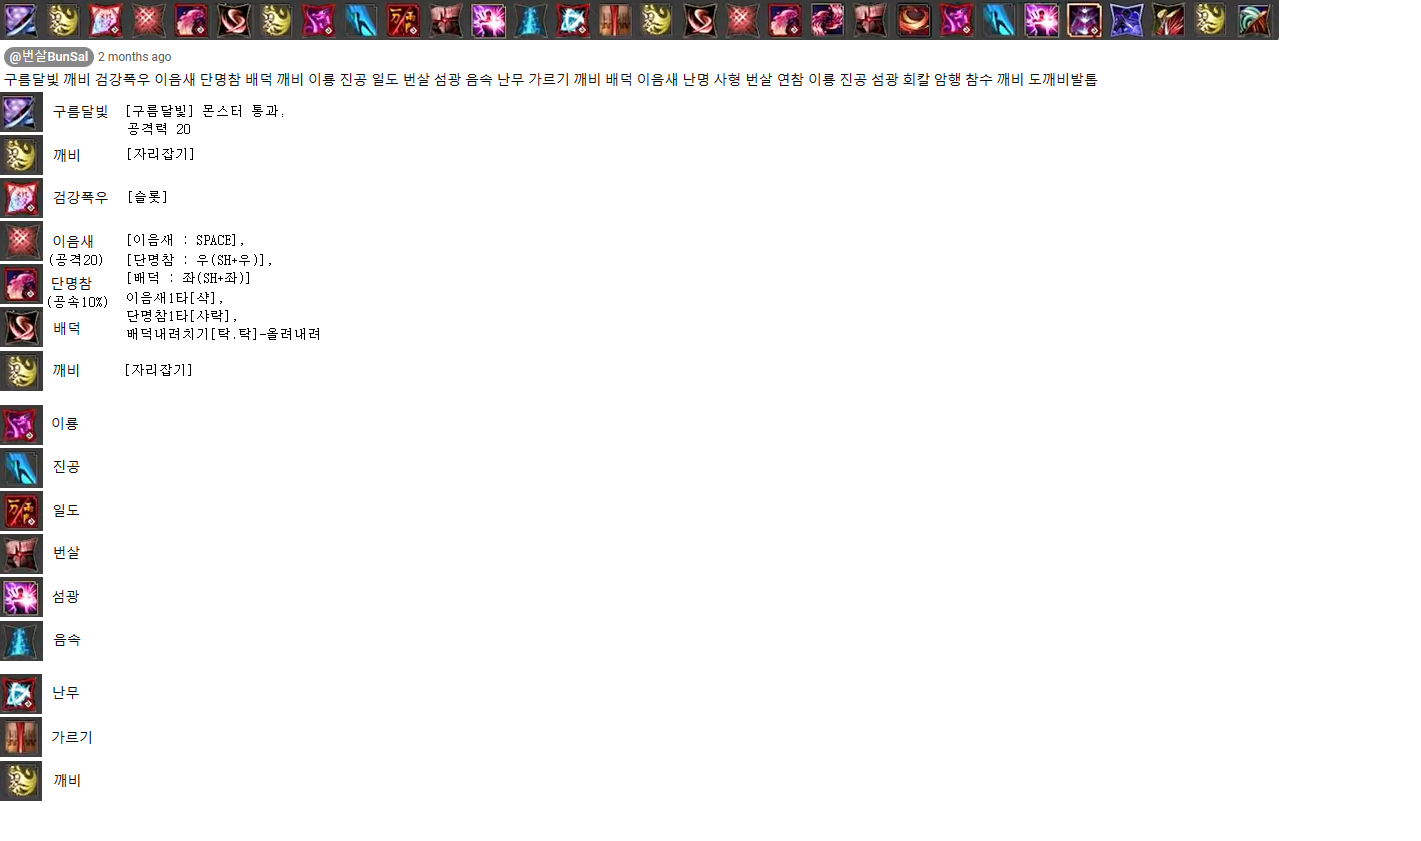 @번살BunSal 2 months ago
구름달빛 깨비 검강폭우 이음새 단명참 배덕 깨비 이룡 진공 일도 번살 섬광 음속 난무 가르기 깨비 배덕 이음새 난명 사형 번살 연참 이룡 진공 섬광 회칼 암행 참수 깨비 도깨비발톱
구름달빛 [구름달빛] 몬스터 통과,
공격력 20
깨비 [자리잡기]
검강폭우 [슬롯]
이음새 [이음새 : SPACE],
(공격20) [단명참 : 우(SH+우)],
단명참 [배덕 : 좌(SH+좌)]
(공속10%) 이음새1타[샥],
단명참1타[샤락],
배덕 배덕내려치기[탁.탁]-올려내려
깨비 [자리잡기]
이룡
진공
일도
번살
섬광
음속
난무
가르기
깨비